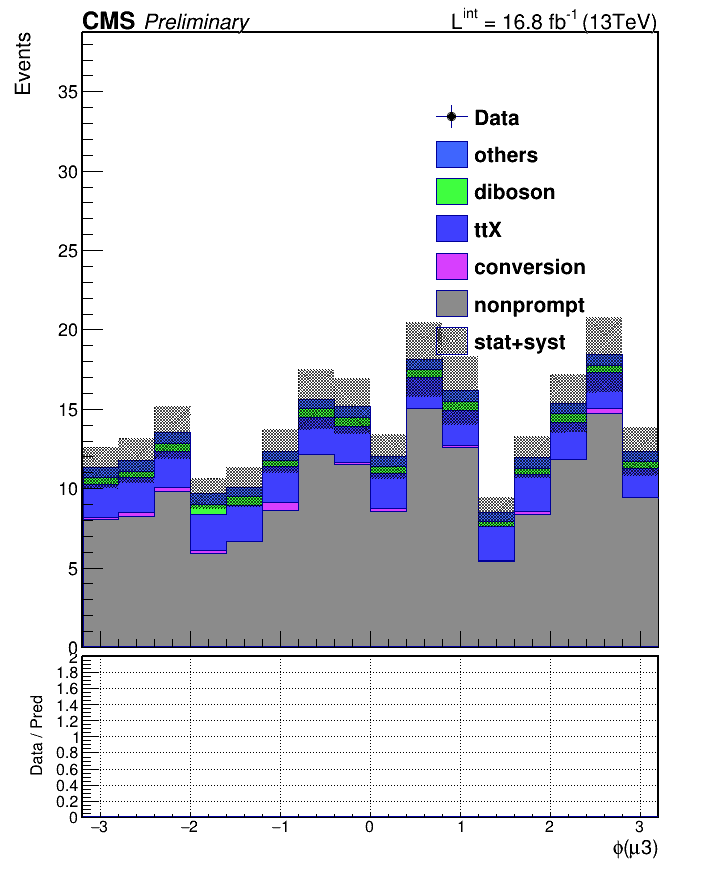 CMS Preliminary
L^int = 16.8 fb^-1 (13TeV)
Events
35
30
25
20
15
10
5
0
Data
others
diboson
ttX
conversion
nonprompt
stat+syst
Data / Pred
2
1.8
1.6
1.4
1.2
1
0.8
0.6
0.4
0.2
0
−3 −2 −1 0 1 2 3
ϕ(μ3)